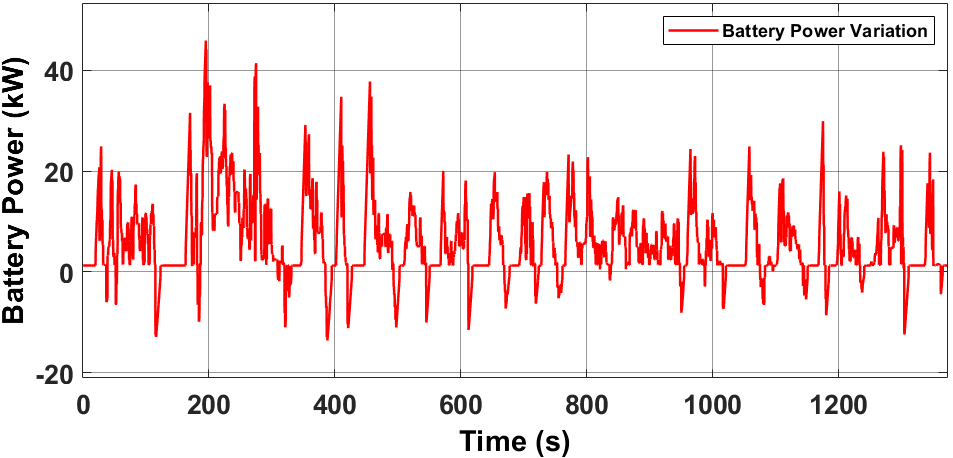 Battery Power Variation
Battery Power (kW)
40
20
0
-20
0 200 400 600 800 1000 1200
Time (s)